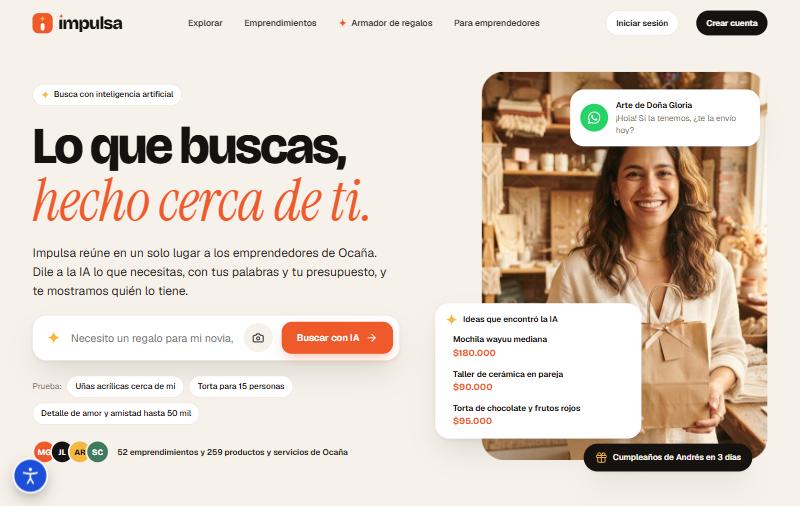 impulsa
Explorar
Emprendimientos
Armador de regalos
Para emprendedores
Iniciar sesión
Crear cuenta
Busca con inteligencia artificial
Lo que buscas,
hecho cerca de ti.
Impulsa reúne en un solo lugar a los emprendedores de Ocaña.
Dile a la IA lo que necesitas, con tus palabras y tu presupuesto, y
te mostramos quién lo tiene.
Necesito un regalo para mi novia,
Buscar con IA
Prueba:
Uñas acrílicas cerca de mí
Torta para 15 personas
Detalle de amor y amistad hasta 50 mil
MG
JL
AR
SC
52 emprendimientos y 259 productos y servicios de Ocaña
Arte de Doña Gloria
¡Hola! Sí la tenemos, ¿te la envío
hoy?
Ideas que encontró la IA
Mochila wayuu mediana
$180.000
Taller de cerámica en pareja
$90.000
Torta de chocolate y frutos rojos
$95.000
Cumpleaños de Andrés en 3 días